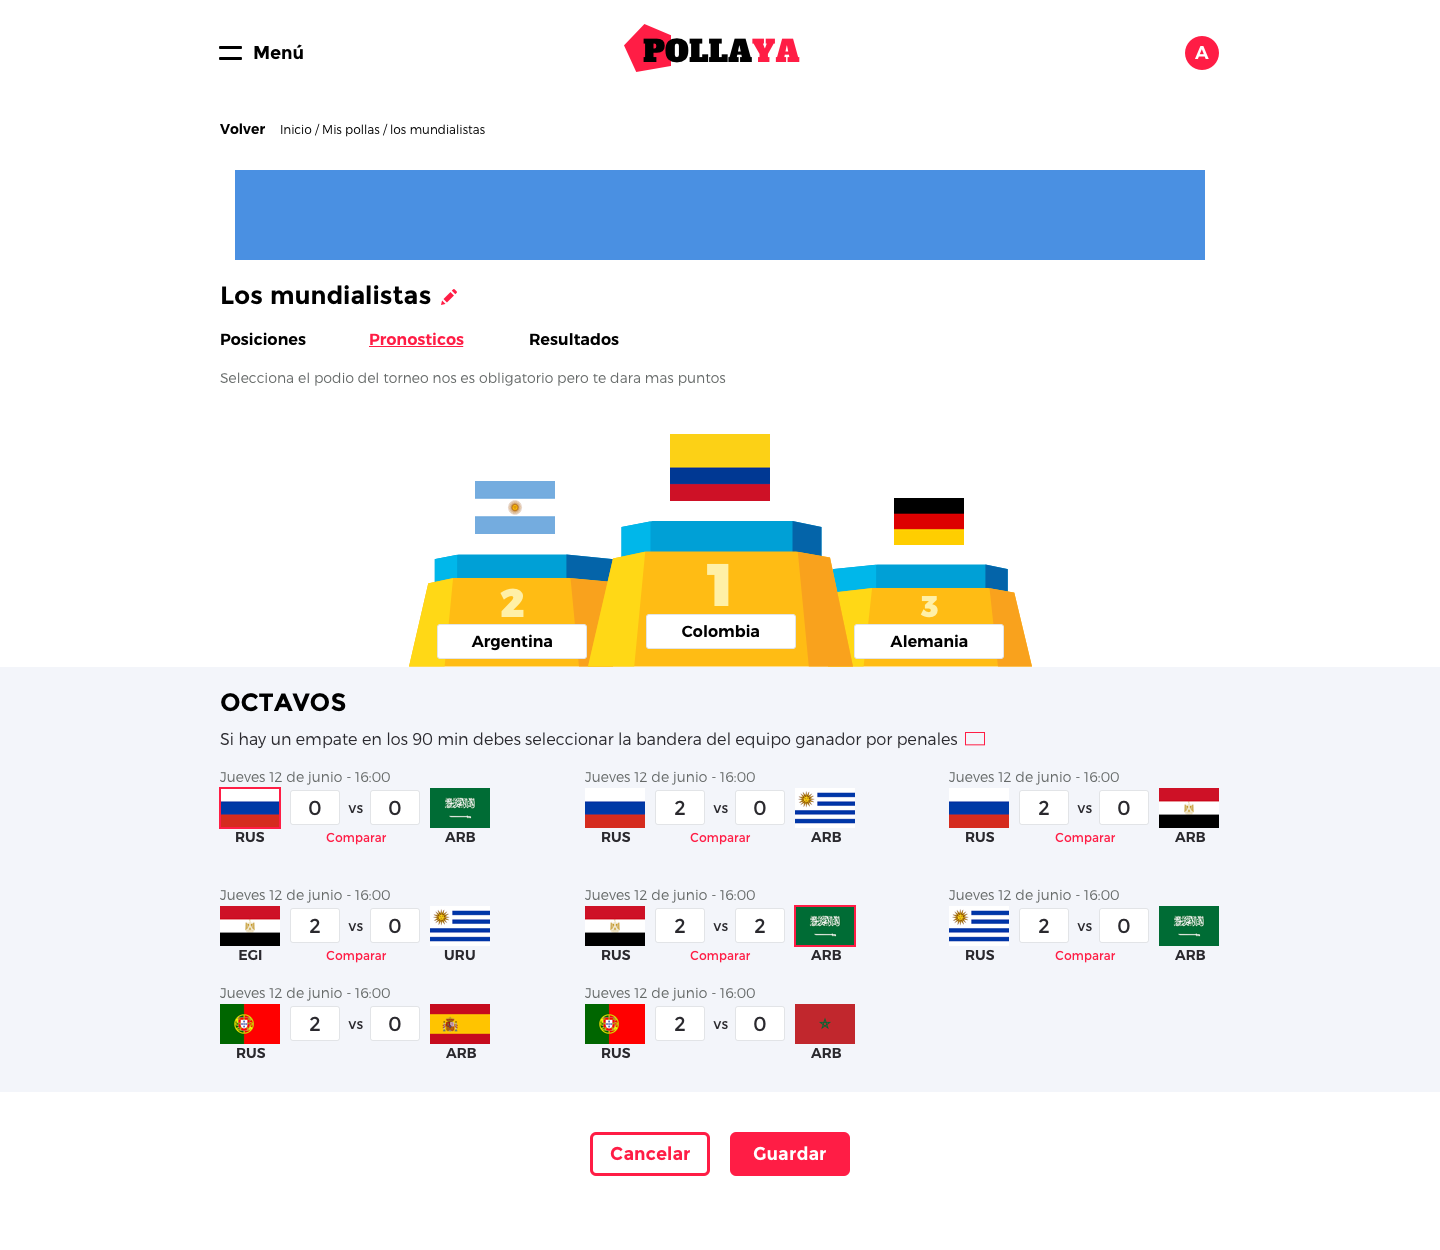 Menú
POLLAYA
A
Volver Inicio / Mis pollas / los mundialistas
Los mundialistas
Posiciones Pronosticos Resultados
Selecciona el podio del torneo nos es obligatorio pero te dara mas puntos
2 1 3
Argentina Colombia Alemania
OCTAVOS
Si hay un empate en los 90 min debes seleccionar la bandera del equipo ganador por penales
Jueves 12 de junio - 16:00 Jueves 12 de junio - 16:00 Jueves 12 de junio - 16:00
0 vs 0 2 vs 0 2 vs 0
RUS Comparar ARB RUS Comparar ARB RUS Comparar ARB
Jueves 12 de junio - 16:00 Jueves 12 de junio - 16:00 Jueves 12 de junio - 16:00
2 vs 0 2 vs 2 2 vs 0
EGI Comparar URU RUS Comparar ARB RUS Comparar ARB
Jueves 12 de junio - 16:00 Jueves 12 de junio - 16:00
2 vs 0 2 vs 0
RUS ARB RUS ARB
Cancelar Guardar